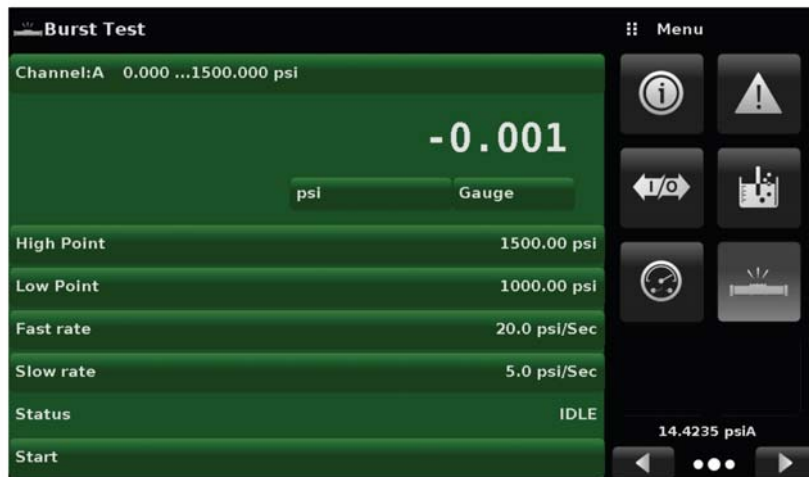 Burst Test
Menu
Channel:A 0.000 ...1500.000 psi
-0.001
psi Gauge
High Point 1500.00 psi
Low Point 1000.00 psi
Fast rate 20.0 psi/Sec
Slow rate 5.0 psi/Sec
Status IDLE
Start
I/O
14.4235 psiA